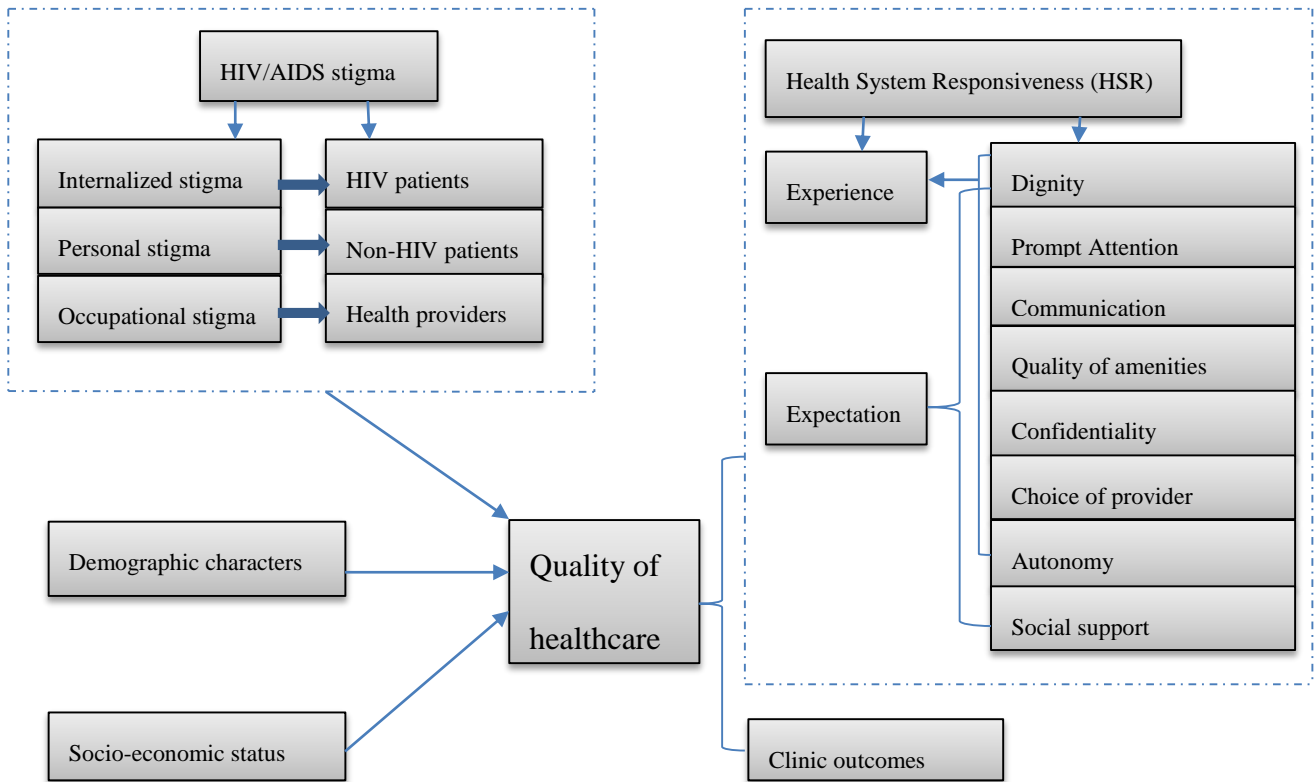 HIV/AIDS stigma
Internalized stigma
HIV patients
Personal stigma
Non-HIV patients
Occupational stigma
Health providers
Health System Responsiveness (HSR)
Experience
Dignity
Prompt Attention
Communication
Quality of amenities
Expectation
Confidentiality
Choice of provider
Autonomy
Social support
Demographic characters
Quality of
healthcare
Socio-economic status
Clinic outcomes